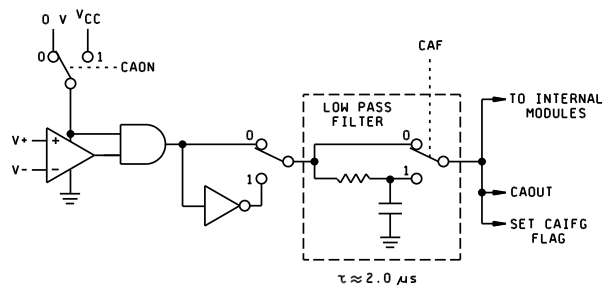 0 V VCC
0 1
CAON
CAF
LOW PASS
FILTER
TO INTERNAL
MODULES
V+ +
V- -
0
1
0
1
CAOUT
SET CAIFG
FLAG
τ≈2.0 μs